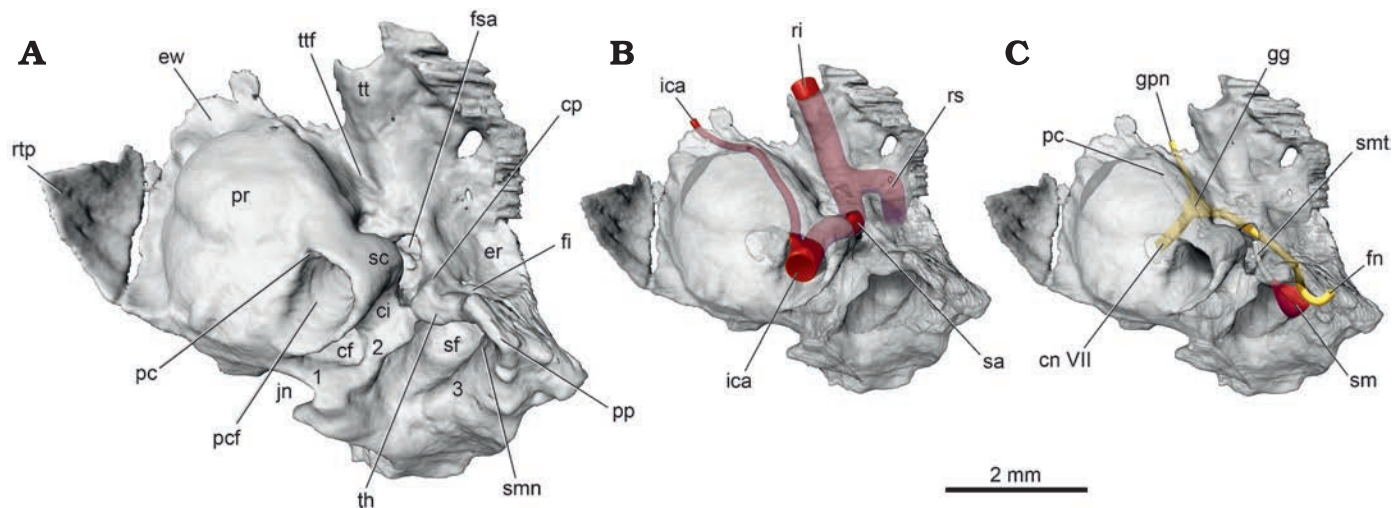 A
ew
ttf
fsa
tt
cp
rtp
pr
er
fi
sc
ci
cf
2
sf
pc
1
jn
3
pp
pcf
th
smn
B
ica
ri
rs
ica
sa
C
gpn
gg
pc
smt
fn
cn VII
sm
2 mm